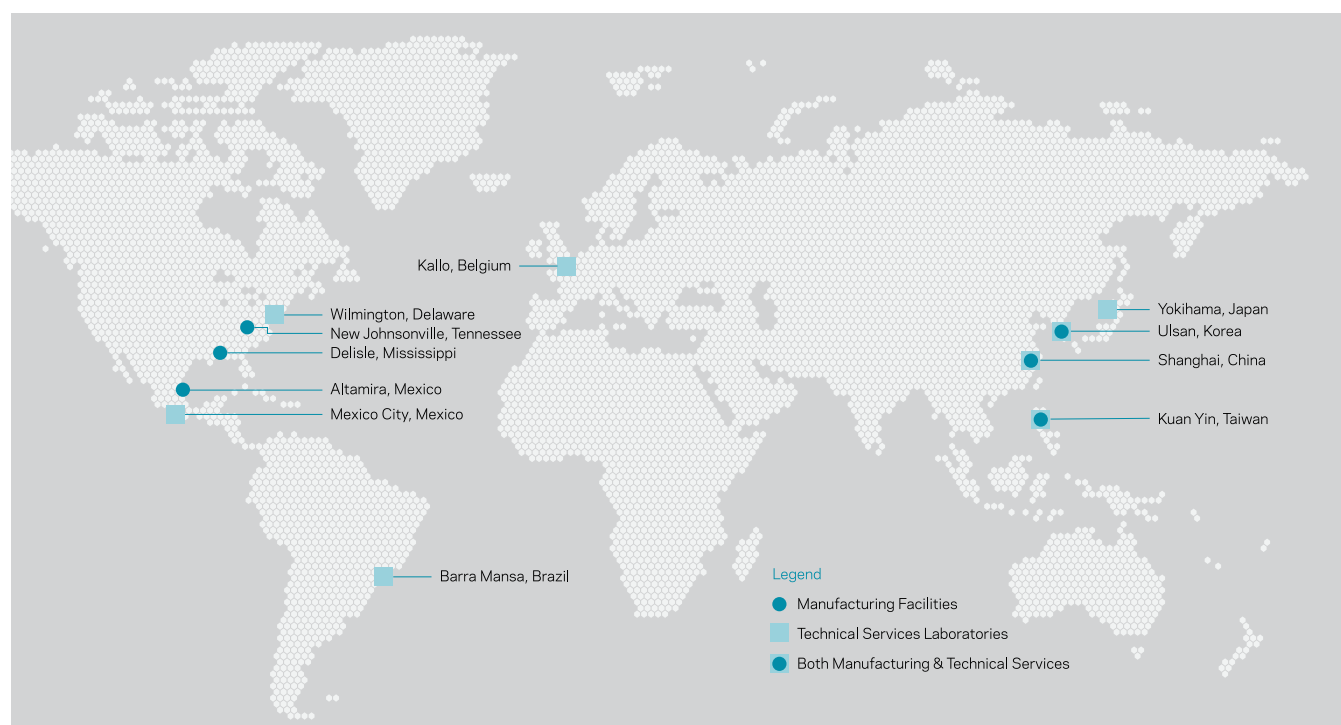 Kallo, Belgium
Wilmington, Delaware
New Johnsonville, Tennessee
Delisle, Mississippi
Altamira, Mexico
Mexico City, Mexico
Barra Mansa, Brazil
Yokihama, Japan
Ulsan, Korea
Shanghai, China
Kuan Yin, Taiwan
Legend
Manufacturing Facilities
Technical Services Laboratories
Both Manufacturing & Technical Services